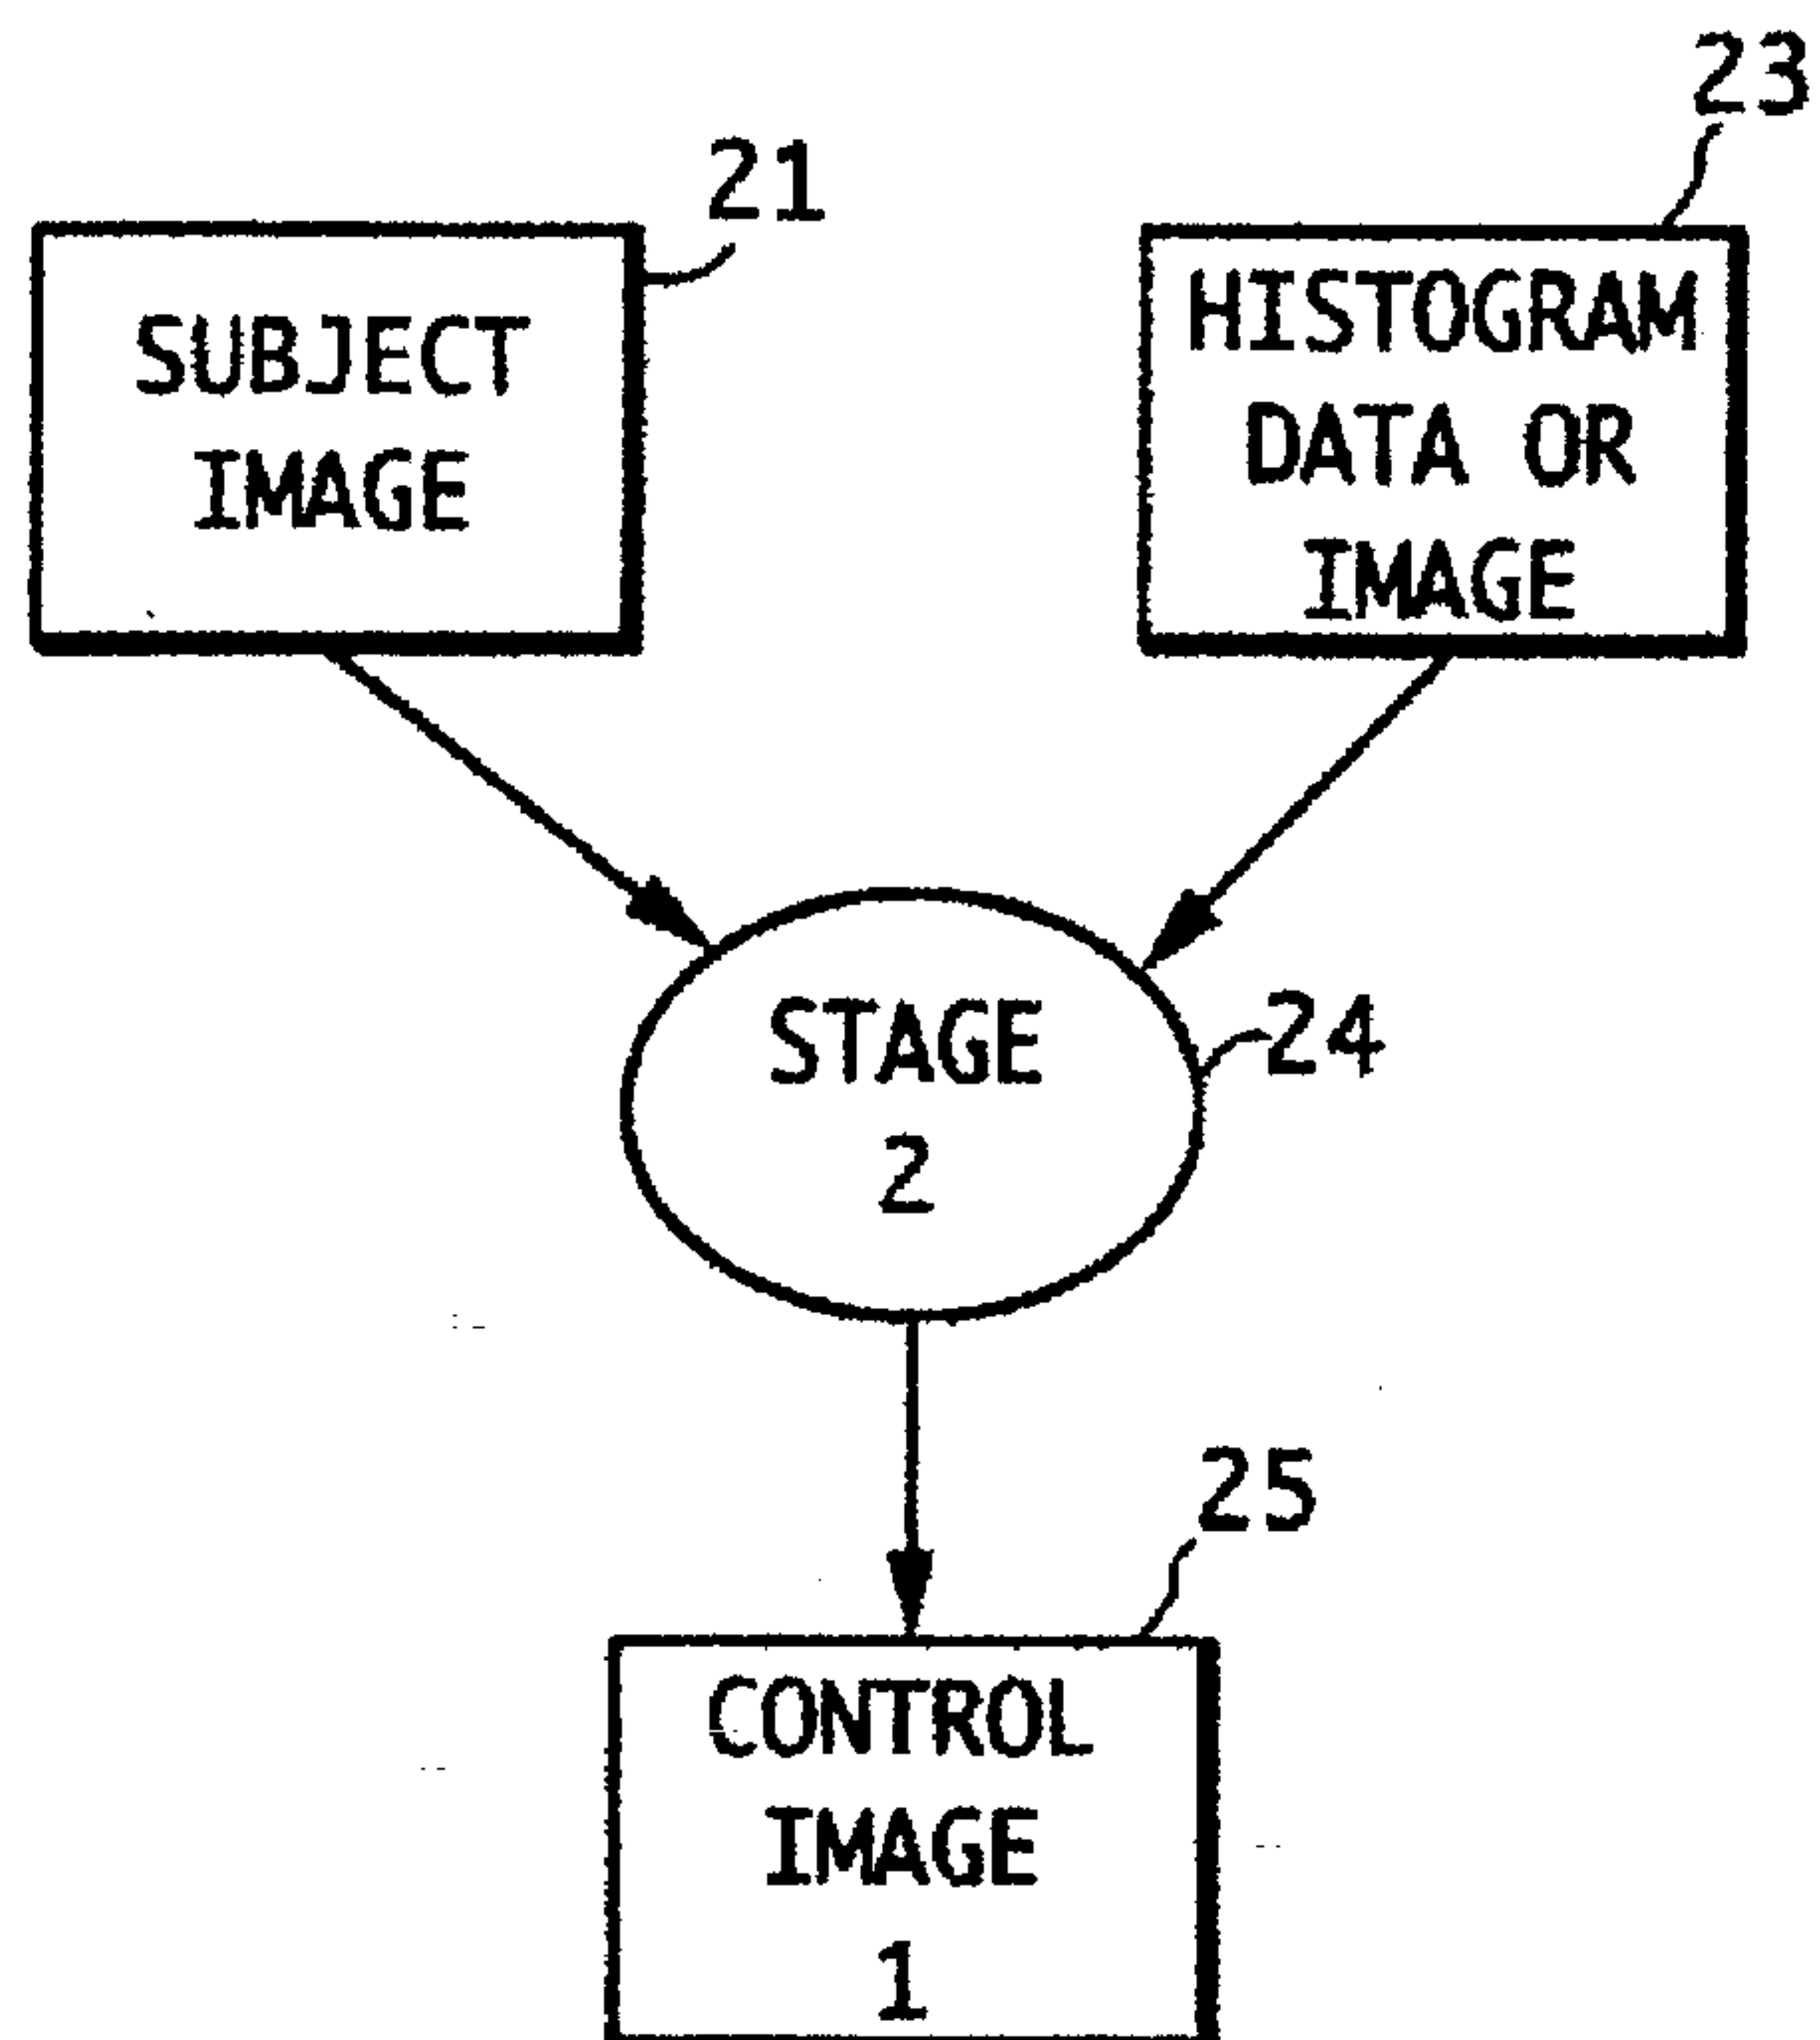 23
21
SUBJECT
IMAGE
HISTOGRAM
DATA OR
IMAGE
STAGE
2
24
25
CONTROL
IMAGE
1